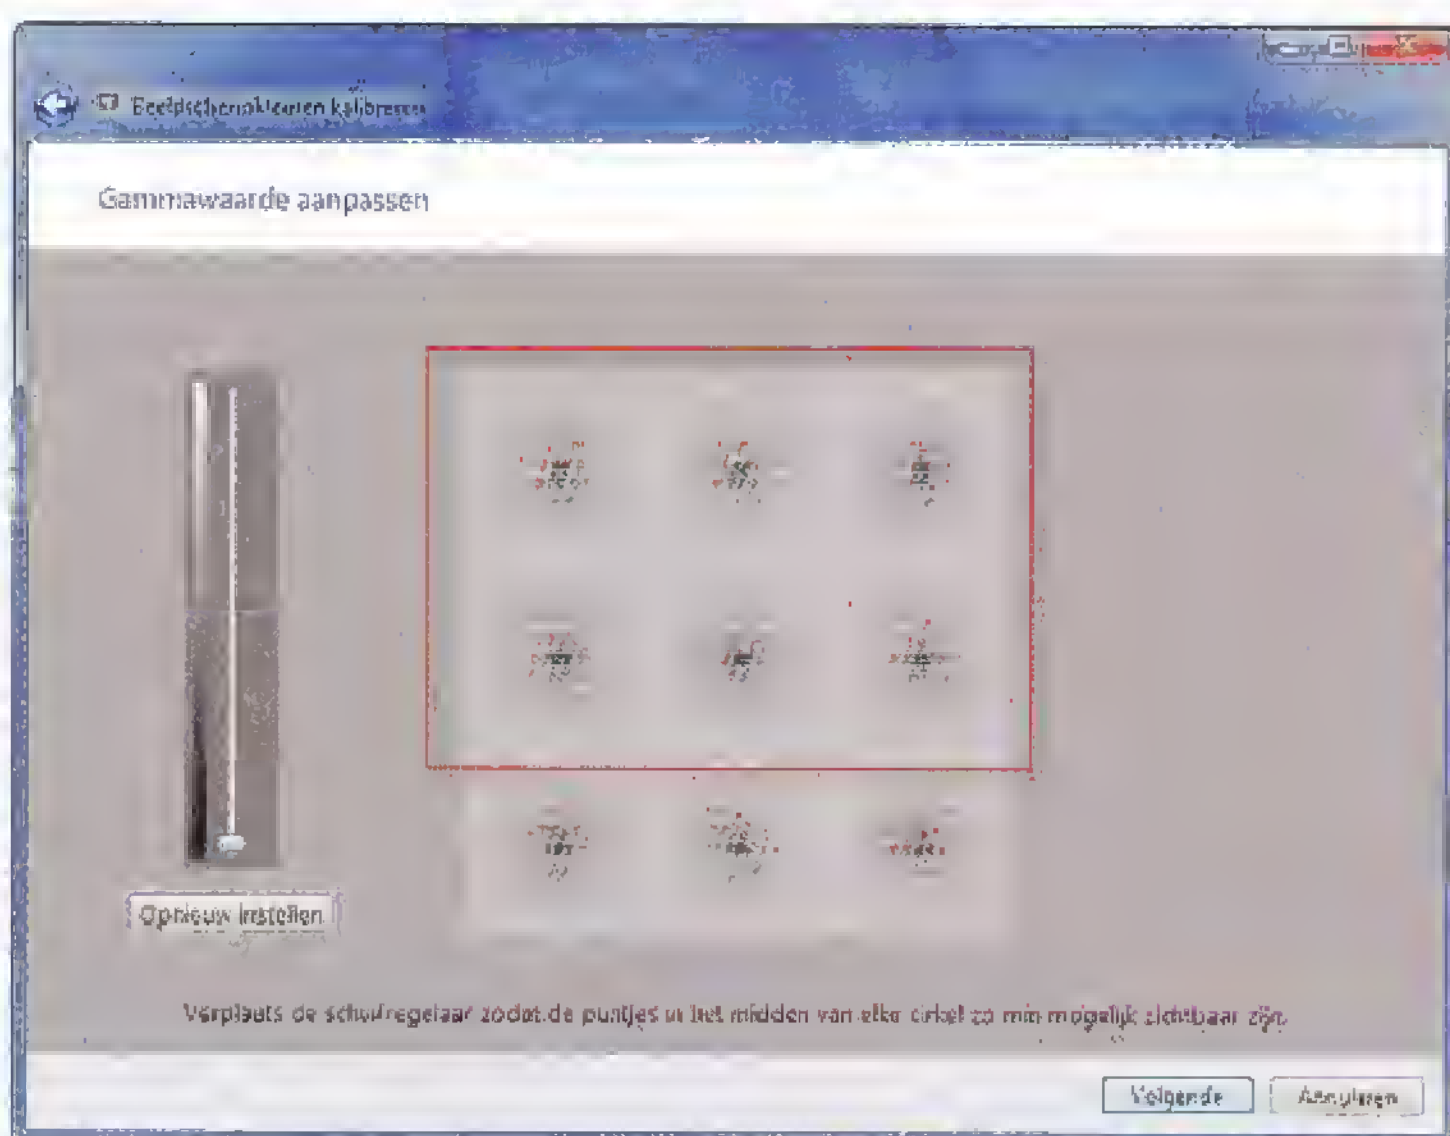 Beeldschermkleuren kalibreren
Gammawaarde aanpassen
Opnieuw instellen
Verplaats de schuifregelaar zodat de puntjes in het midden van elke cirkel zo min mogelijk zichtbaar zijn.
Volgende
Annuleren